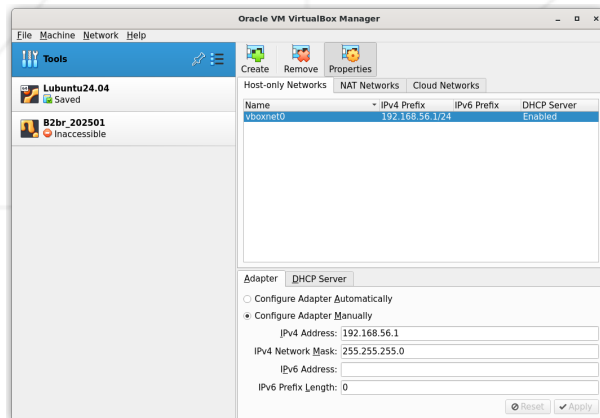 Oracle VM VirtualBox Manager
File Machine Network Help
Tools
Lubuntu24.04
Saved
B2br_202501
Inaccessible
Create Remove Properties
Host-only Networks NAT Networks Cloud Networks
Name IPv4 Prefix IPv6 Prefix DHCP Server
vboxnet0 192.168.56.1/24 Enabled
Adapter DHCP Server
Configure Adapter Automatically
Configure Adapter Manually
IPv4 Address: 192.168.56.1
IPv4 Network Mask: 255.255.255.0
IPv6 Address:
IPv6 Prefix Length: 0
Reset Apply